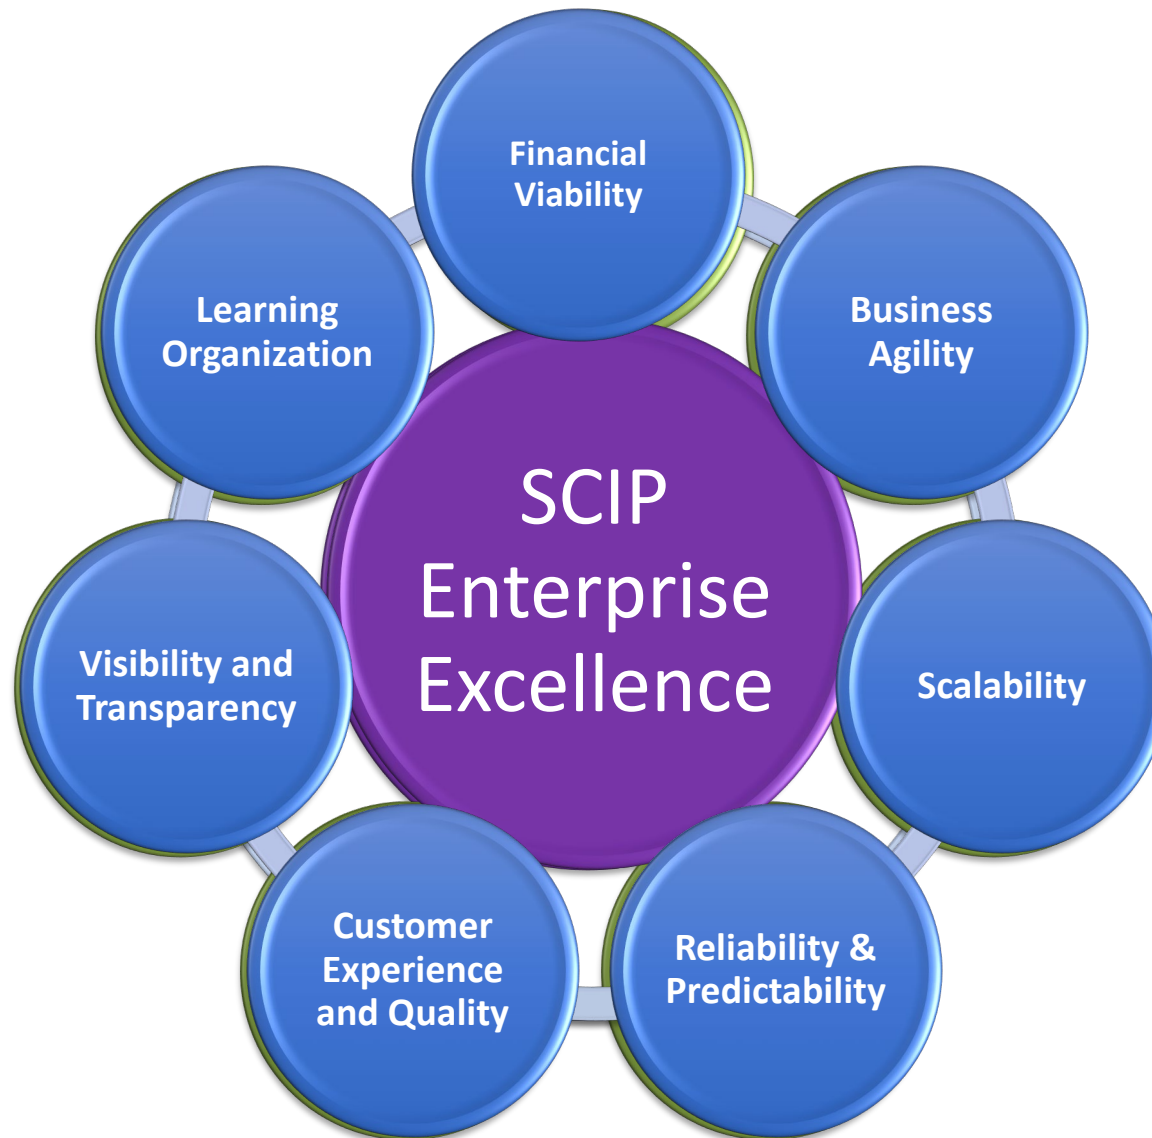 Financial
Viability
Business
Agility
Scalability
Reliability &
Predictability
Customer
Experience
and Quality
Visibility and
Transparency
Learning
Organization
SCIP
Enterprise
Excellence